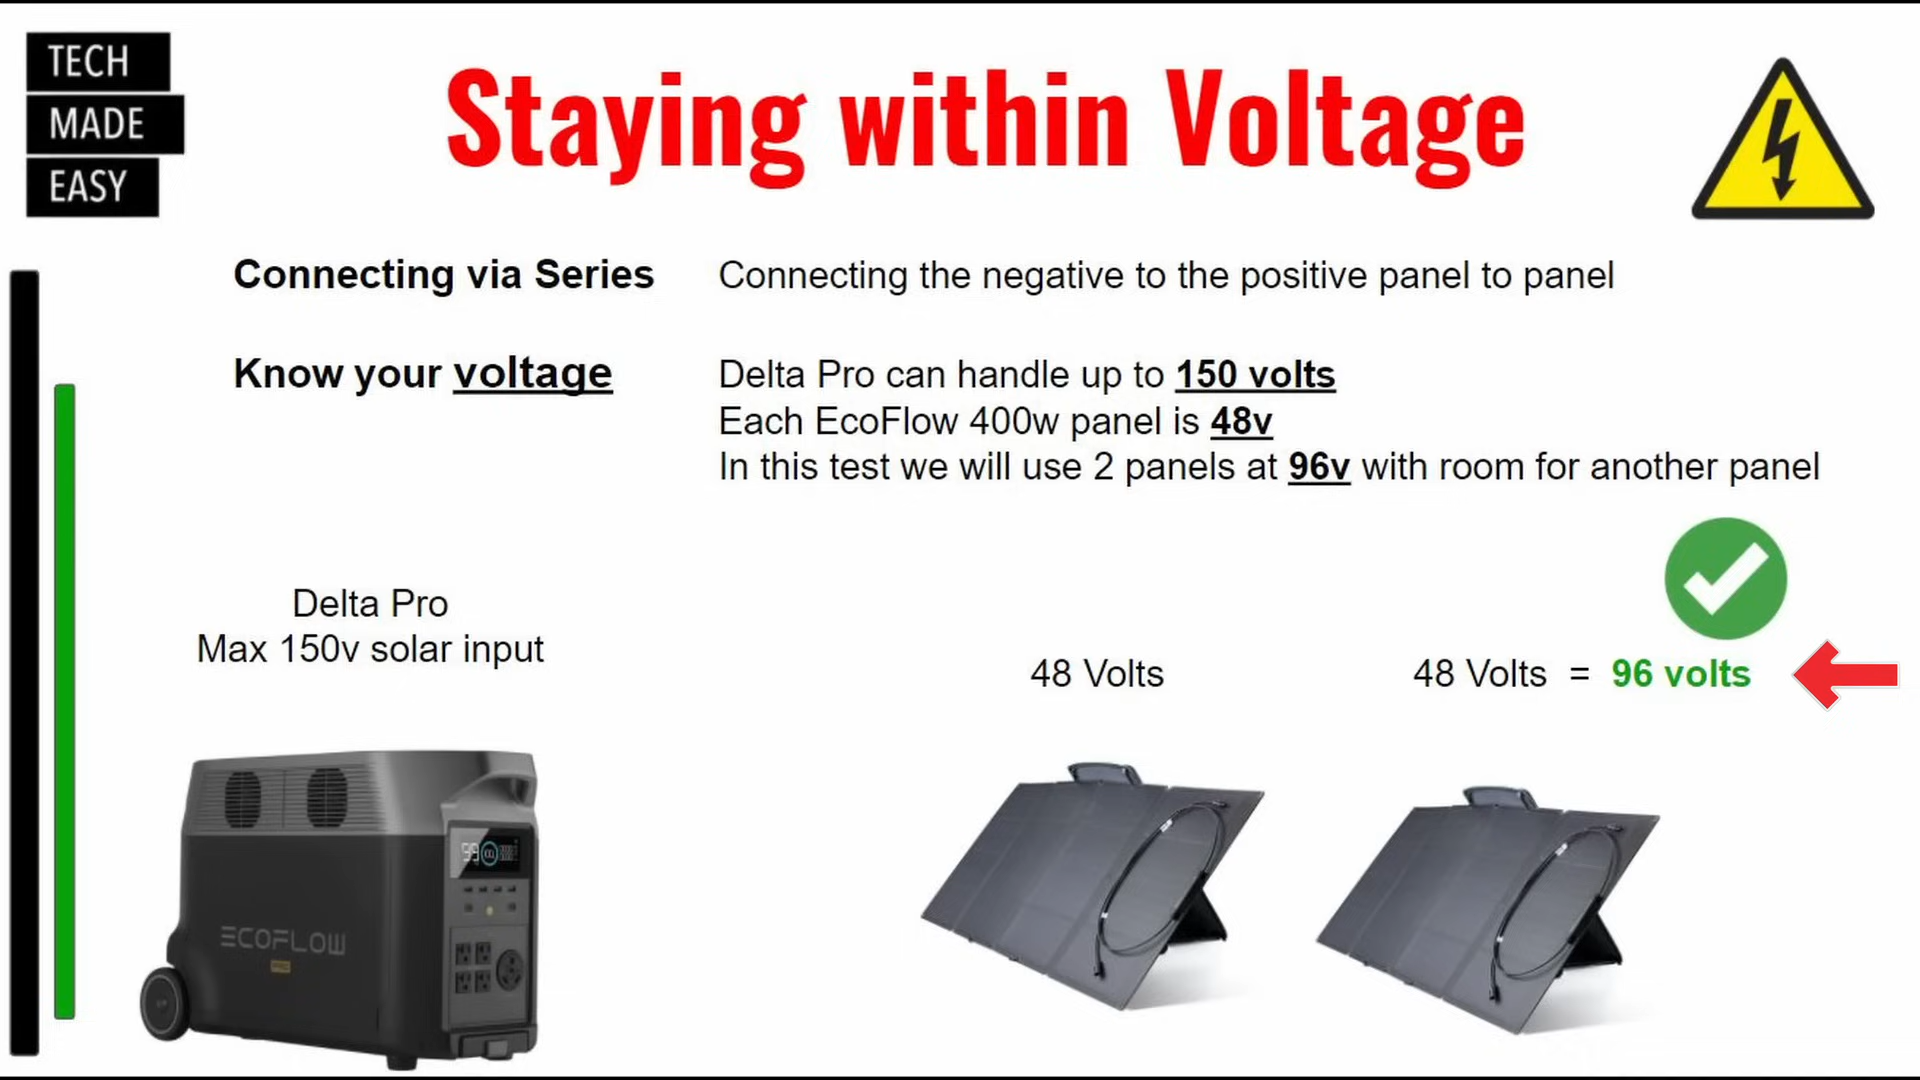 TECH
MADE
EASY
Staying within Voltage
Connecting via Series
Connecting the negative to the positive panel to panel
Know your voltage
Delta Pro can handle up to 150 volts
Each EcoFlow 400w panel is 48v
In this test we will use 2 panels at 96v with room for another panel
Delta Pro
Max 150v solar input
48 Volts
48 Volts = 96 volts
99
ECOFLOW
PRO